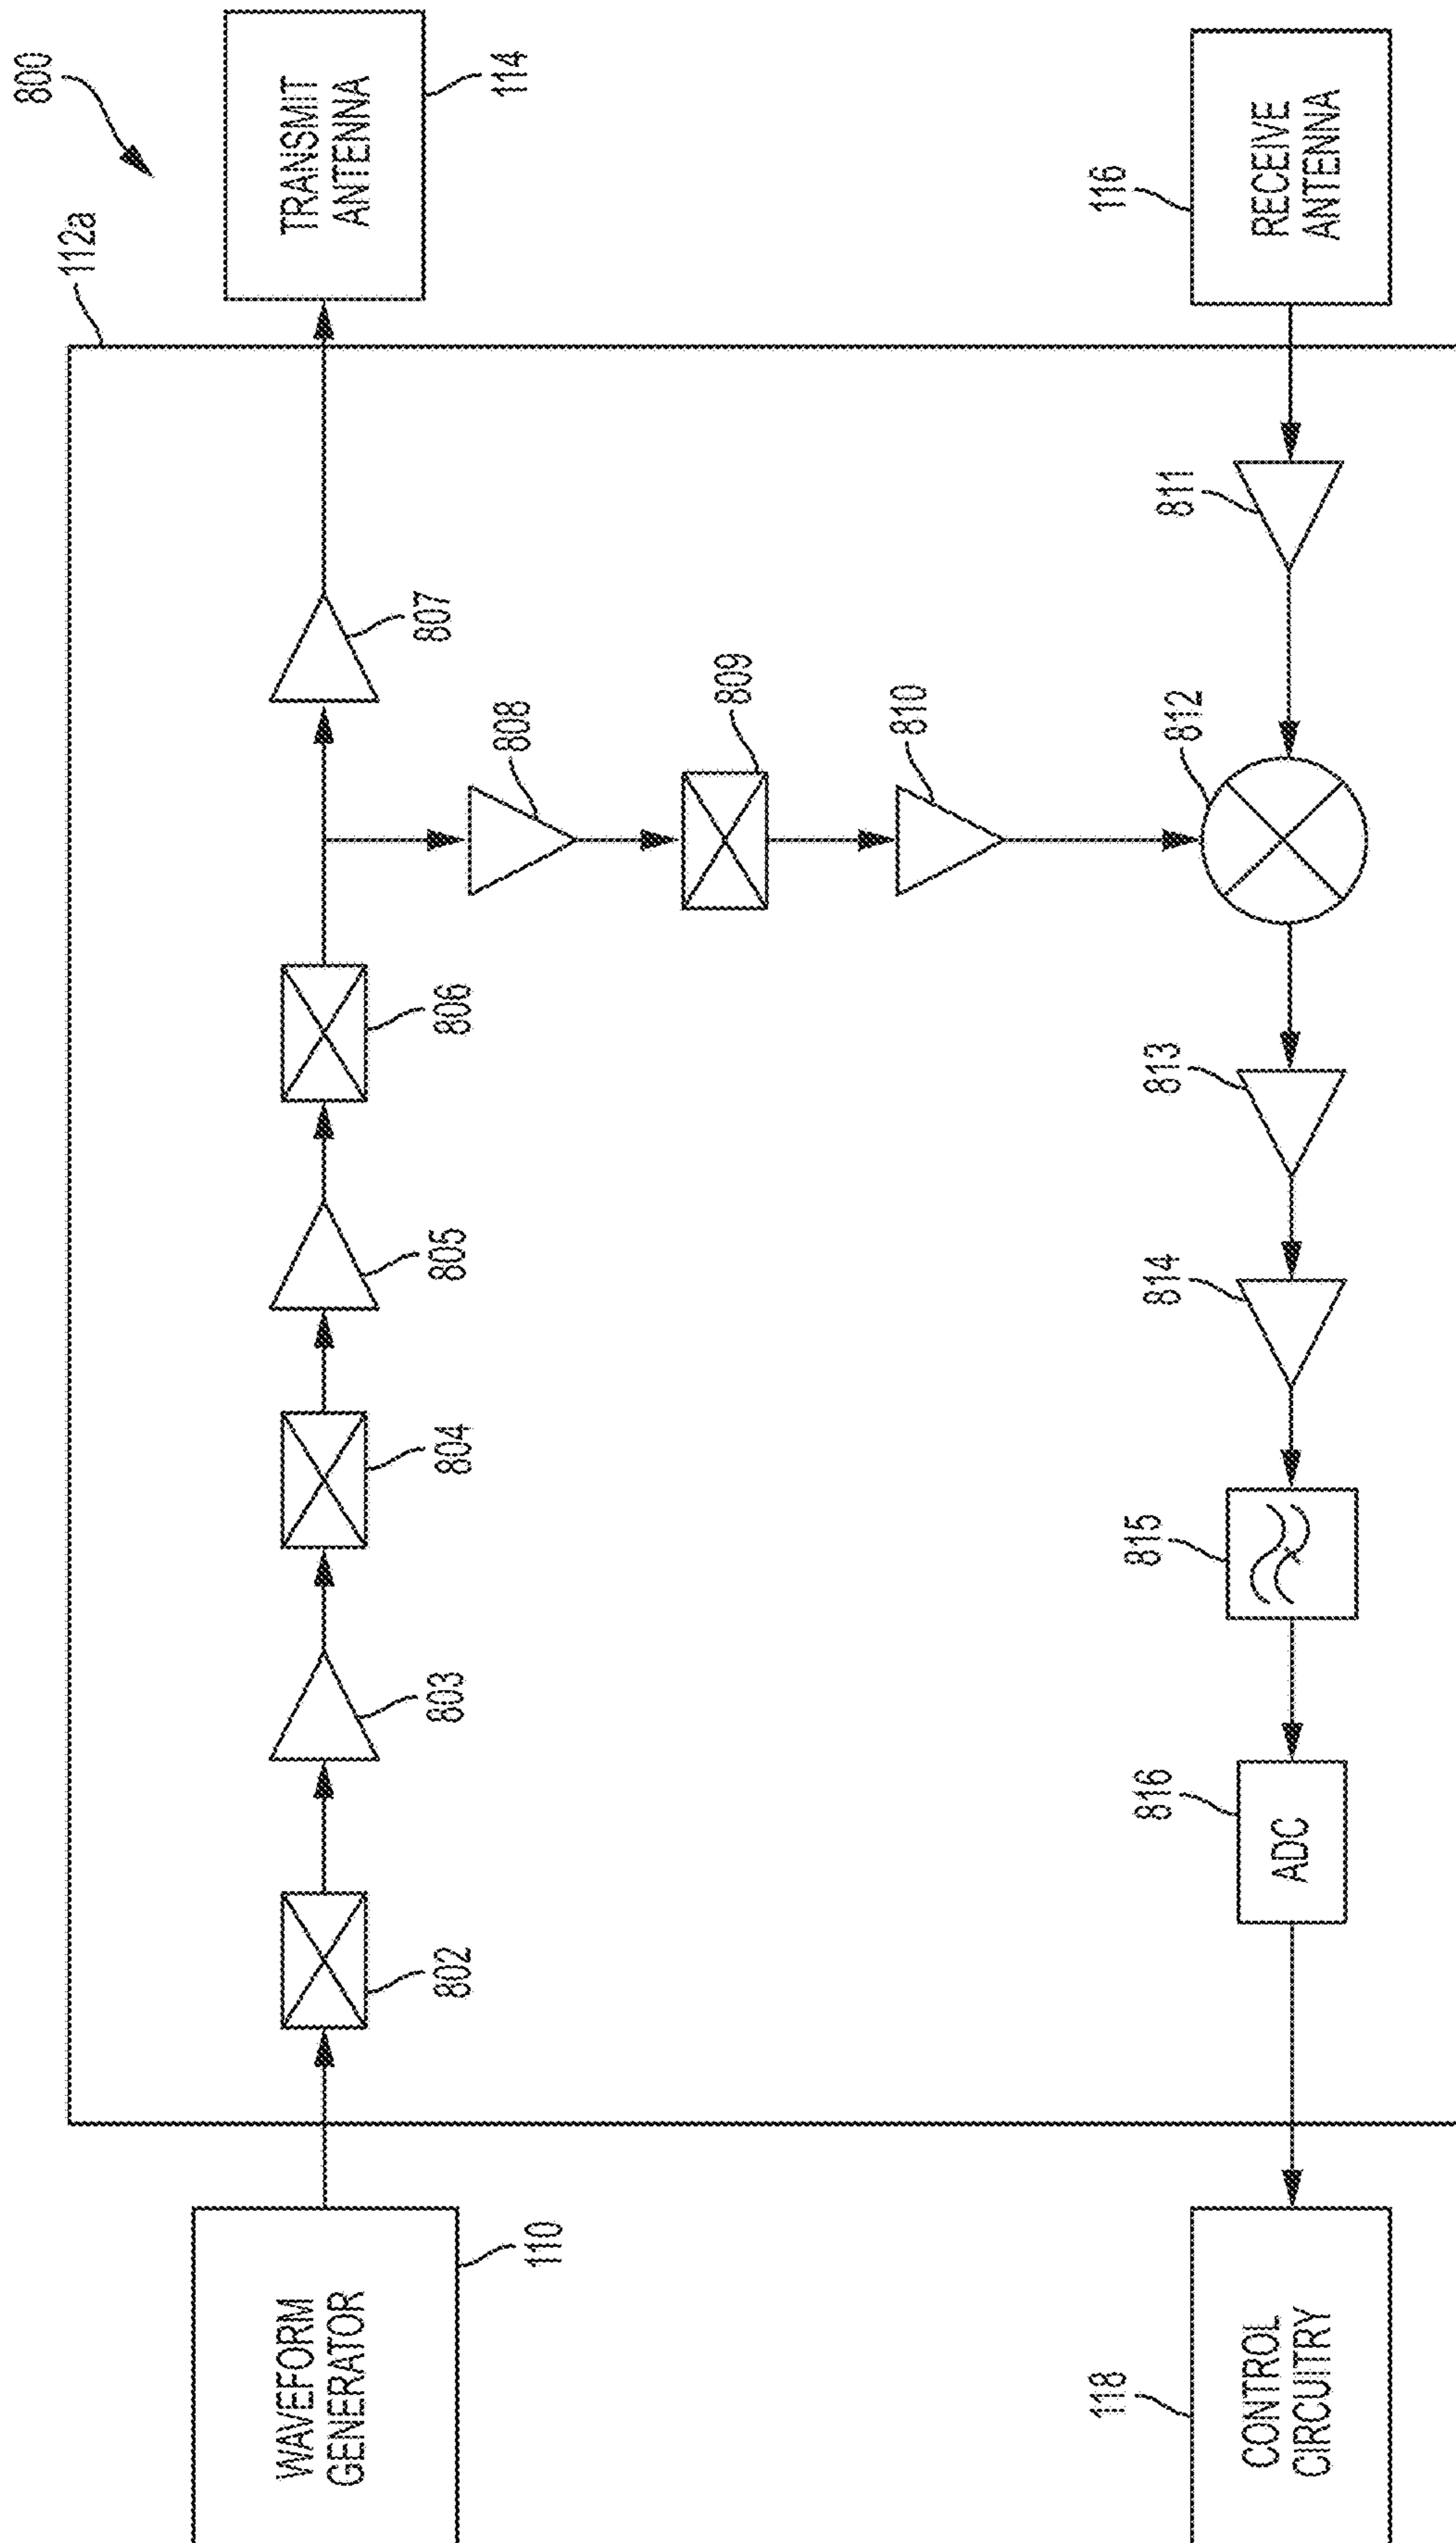 800
112a
WAVEFORM
GENERATOR
110
802
803
804
805
806
807
TRANSMIT
ANTENNA
114
808
809
810
CONTROL
CIRCUITRY
118
ADC
816
815
814
813
812
811
RECEIVE
ANTENNA
116